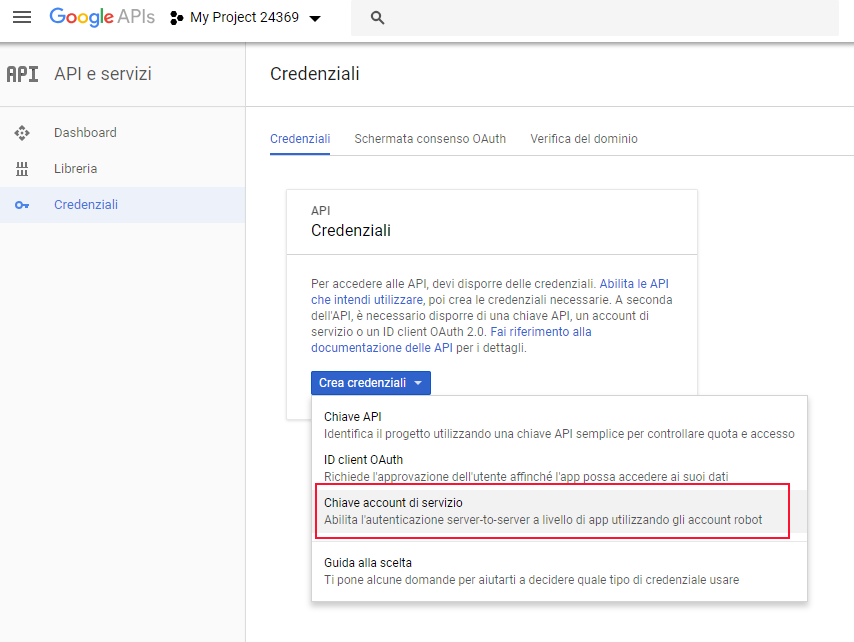 Google APIs
My Project 24369
API
API e servizi
Credenziali
Dashboard
Libreria
Credenziali
Credenziali
Schermata consenso OAuth
Verifica del dominio
API
Credenziali
Per accedere alle API, devi disporre delle credenziali. Abilita le API
che intendi utilizzare, poi crea le credenziali necessarie. A seconda
dell'API, è necessario disporre di una chiave API, un account di
servizio o un ID client OAuth 2.0. Fai riferimento alla
documentazione delle API per i dettagli.
Crea credenziali
Chiave API
Identifica il progetto utilizzando una chiave API semplice per controllare quota e accesso
ID client OAuth
Richiede l'approvazione dell'utente affinché l'app possa accedere ai suoi dati
Chiave account di servizio
Abilita l'autenticazione server-to-server a livello di app utilizzando gli account robot
Guida alla scelta
Ti pone alcune domande per aiutarti a decidere quale tipo di credenziale usare